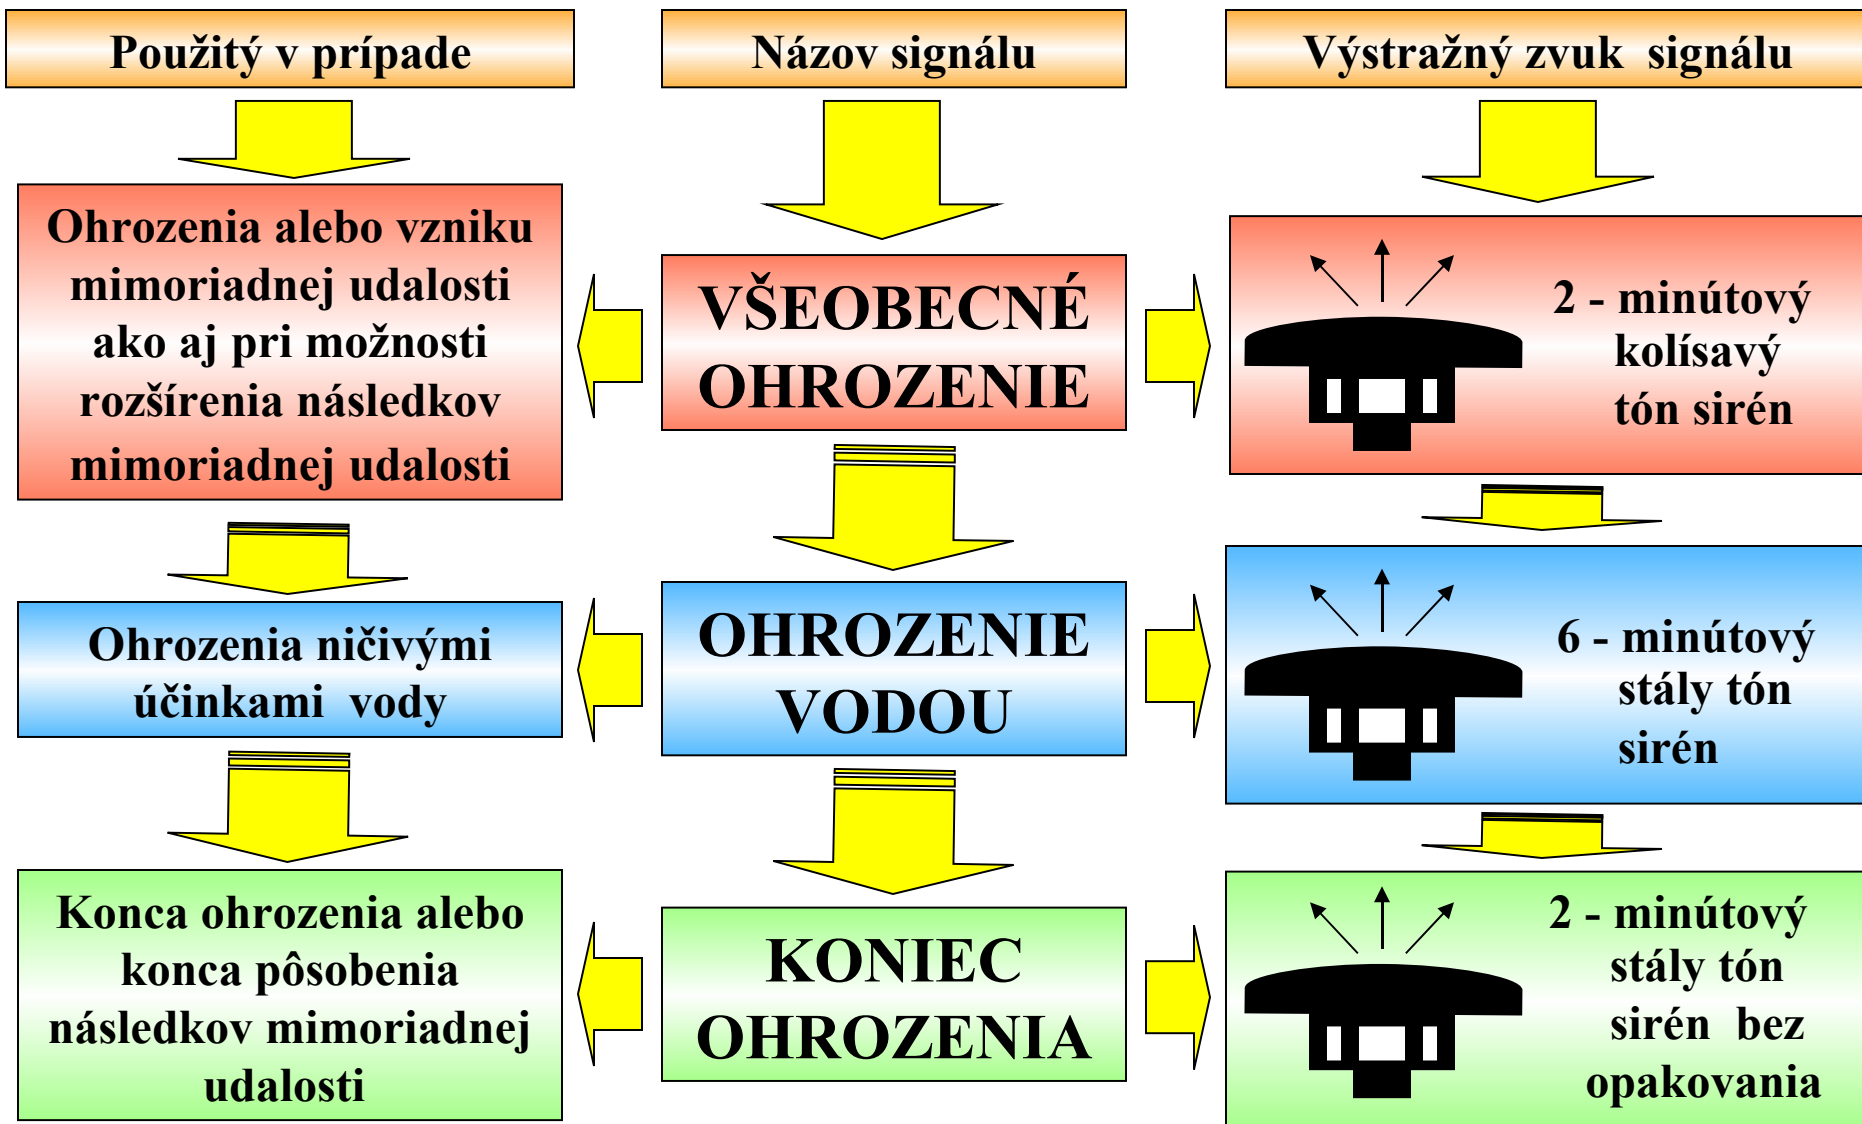 Použitý v prípade
Názov signálu
Výstražný zvuk signálu
Ohrozenia alebo vzniku
mimoriadnej udalosti
ako aj pri možnosti
rozšírenia následkov
mimoriadnej udalosti
VŠEOBECNÉ
OHROZENIE
2 - minútový
kolísavý
tón sirén
Ohrozenia ničivými
účinkami vody
OHROZENIE
VODOU
6 - minútový
stály tón
sirén
Konca ohrozenia alebo
konca pôsobenia
následkov mimoriadnej
udalosti
KONIEC
OHROZENIA
2 - minútový
stály tón
sirén bez
opakovania